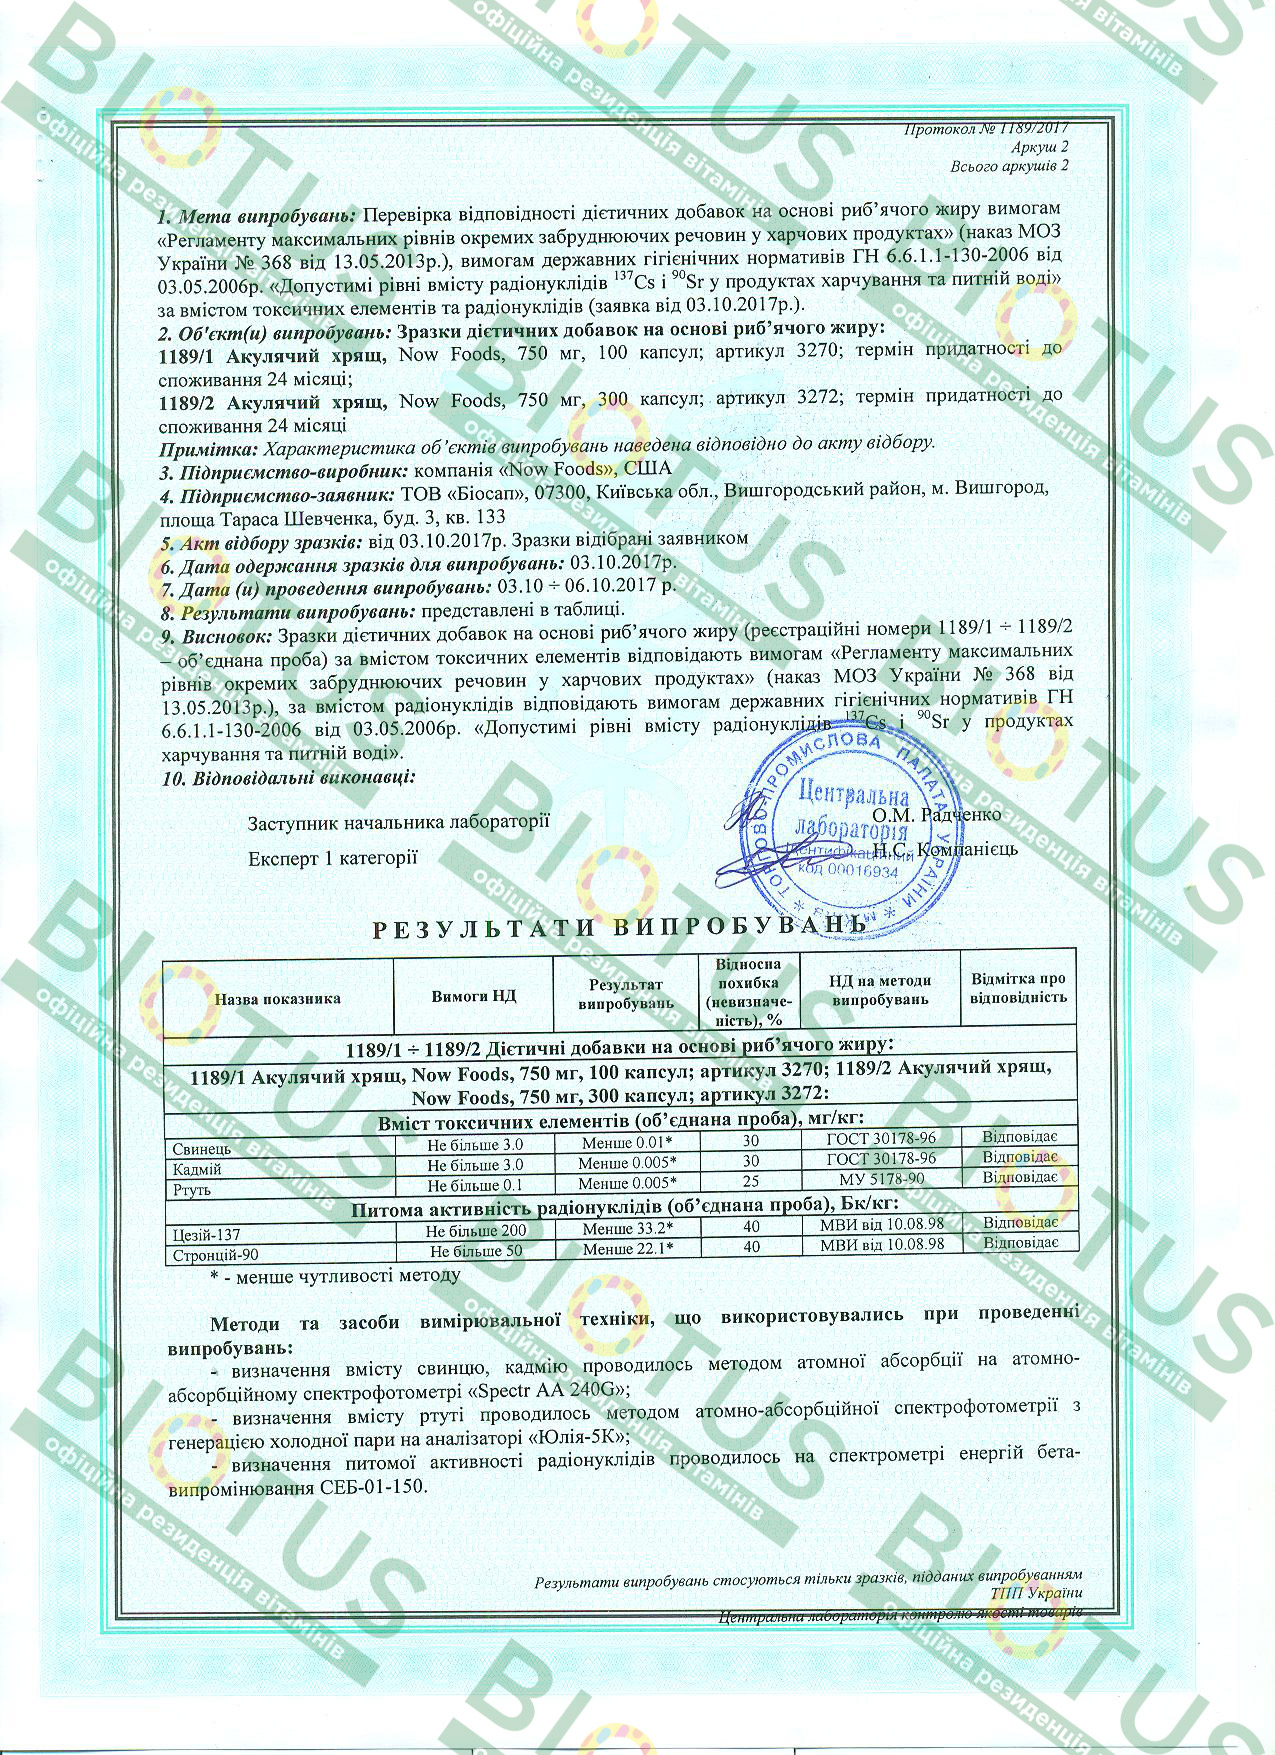 Протокол № 1189/2017
Аркуш 2
Всього аркушів 2
1. Мета випробувань: Перевірка відповідності дієтичних добавок на основі риб’ячого жиру вимогам
«Регламенту максимальних рівнів окремих забруднюючих речовин у харчових продуктах» (наказ МОЗ
України № 368 від 13.05.2013р.), вимогам державних гігієнічних нормативів ГН 6.6.1.1-130-2006 від
03.05.2006р. «Допустимі рівні вмісту радіонуклідів ¹³⁷Cs і ⁹⁰Sr у продуктах харчування та питній воді»
за вмістом токсичних елементів та радіонуклідів (заявка від 03.10.2017р.).
2. Об'єкт(и) випробувань: Зразки дієтичних добавок на основі риб’ячого жиру:
1189/1 Акулячий хрящ, Now Foods, 750 мг, 100 капсул; артикул 3270; термін придатності до
споживання 24 місяці;
1189/2 Акулячий хрящ, Now Foods, 750 мг, 300 капсул; артикул 3272; термін придатності до
споживання 24 місяці
Примітка: Характеристика об’єктів випробувань наведена відповідно до акту відбору.
3. Підприємство-виробник: компанія «Now Foods», США
4. Підприємство-заявник: ТОВ «Біосап», 07300, Київська обл., Вишгородський район, м. Вишгород,
площа Тараса Шевченка, буд. 3, кв. 133
5. Акт відбору зразків: від 03.10.2017р. Зразки відібрані заявником
6. Дата одержання зразків для випробувань: 03.10.2017р.
7. Дата (и) проведення випробувань: 03.10 ÷ 06.10.2017 р.
8. Результати випробувань: представлені в таблиці.
9. Висновок: Зразки дієтичних добавок на основі риб’ячого жиру (реєстраційні номери 1189/1 ÷ 1189/2
– об’єднана проба) за вмістом токсичних елементів відповідають вимогам «Регламенту максимальних
рівнів окремих забруднюючих речовин у харчових продуктах» (наказ МОЗ України № 368 від
13.05.2013р.), за вмістом радіонуклідів відповідають вимогам державних гігієнічних нормативів ГН
6.6.1.1-130-2006 від 03.05.2006р. «Допустимі рівні вмісту радіонуклідів ¹³⁷Cs і ⁹⁰Sr у продуктах
харчування та питній воді».
10. Відповідальні виконавці:
Заступник начальника лабораторії О.М. Радченко
Експерт 1 категорії Н.С. Компанієць
ТОРГОВО-ПРОМИСЛОВА ПАЛАТА УКРАЇНИ
Центральна
лабораторія
Ідентифікаційний
код 00016934
РЕЗУЛЬТАТИ ВИПРОБУВАНЬ
Назва показника Вимоги НД Результат випробувань Відносна похибка (невизначе-ність), % НД на методи випробувань Відмітка про відповідність
1189/1 ÷ 1189/2 Дієтичні добавки на основі риб’ячого жиру:
1189/1 Акулячий хрящ, Now Foods, 750 мг, 100 капсул; артикул 3270; 1189/2 Акулячий хрящ,
Now Foods, 750 мг, 300 капсул; артикул 3272:
Вміст токсичних елементів (об’єднана проба), мг/кг:
Свинець Не більше 3.0 Менше 0.01* 30 ГОСТ 30178-96 Відповідає
Кадмій Не більше 3.0 Менше 0.005* 30 ГОСТ 30178-96 Відповідає
Ртуть Не більше 0.1 Менше 0.005* 25 МУ 5178-90 Відповідає
Питома активність радіонуклідів (об’єднана проба), Бк/кг:
Цезій-137 Не більше 200 Менше 33.2* 40 МВИ від 10.08.98 Відповідає
Стронцій-90 Не більше 50 Менше 22.1* 40 МВИ від 10.08.98 Відповідає
* - менше чутливості методу
Методи та засоби вимірювальної техніки, що використовувались при проведенні
випробувань:
- визначення вмісту свинцю, кадмію проводилось методом атомної абсорбції на атомно-
абсорбційному спектрофотометрі «Spectr AA 240G»;
- визначення вмісту ртуті проводилось методом атомно-абсорбційної спектрофотометрії з
генерацією холодної пари на аналізаторі «Юлія-5К»;
- визначення питомої активності радіонуклідів проводилось на спектрометрі енергій бета-
випромінювання СЕБ-01-150.
Результати випробувань стосуються тільки зразків, підданих випробуванням
ТПП України
Центральна лабораторія контролю якості товарів
BIOTUS
офіційна резиденція вітамінів